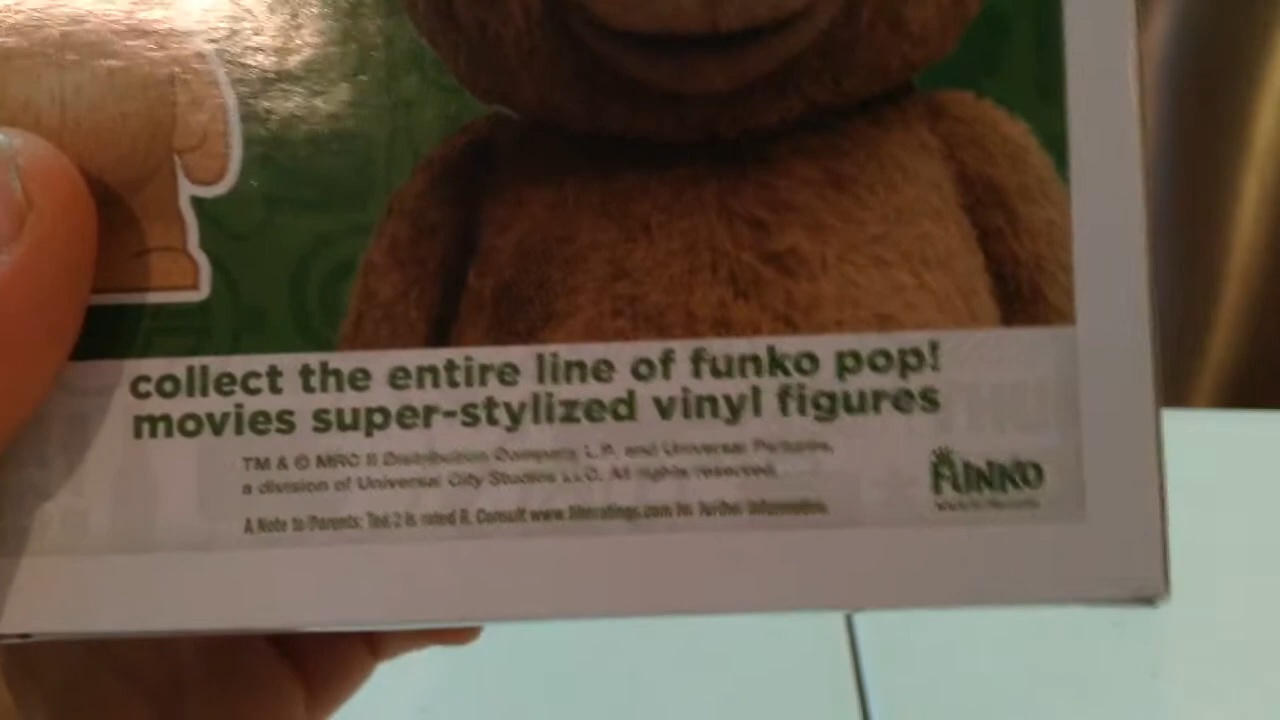 collect the entire line of funko pop!
movies super-stylized vinyl figures
TM & © MRC II Distribution Company L.P. and Universal Pictures,
a division of Universal City Studios LLC. All rights reserved.
A Note to Parents: Ted 2 is rated R. Consult www.filmratings.com for further information.
FUNKO